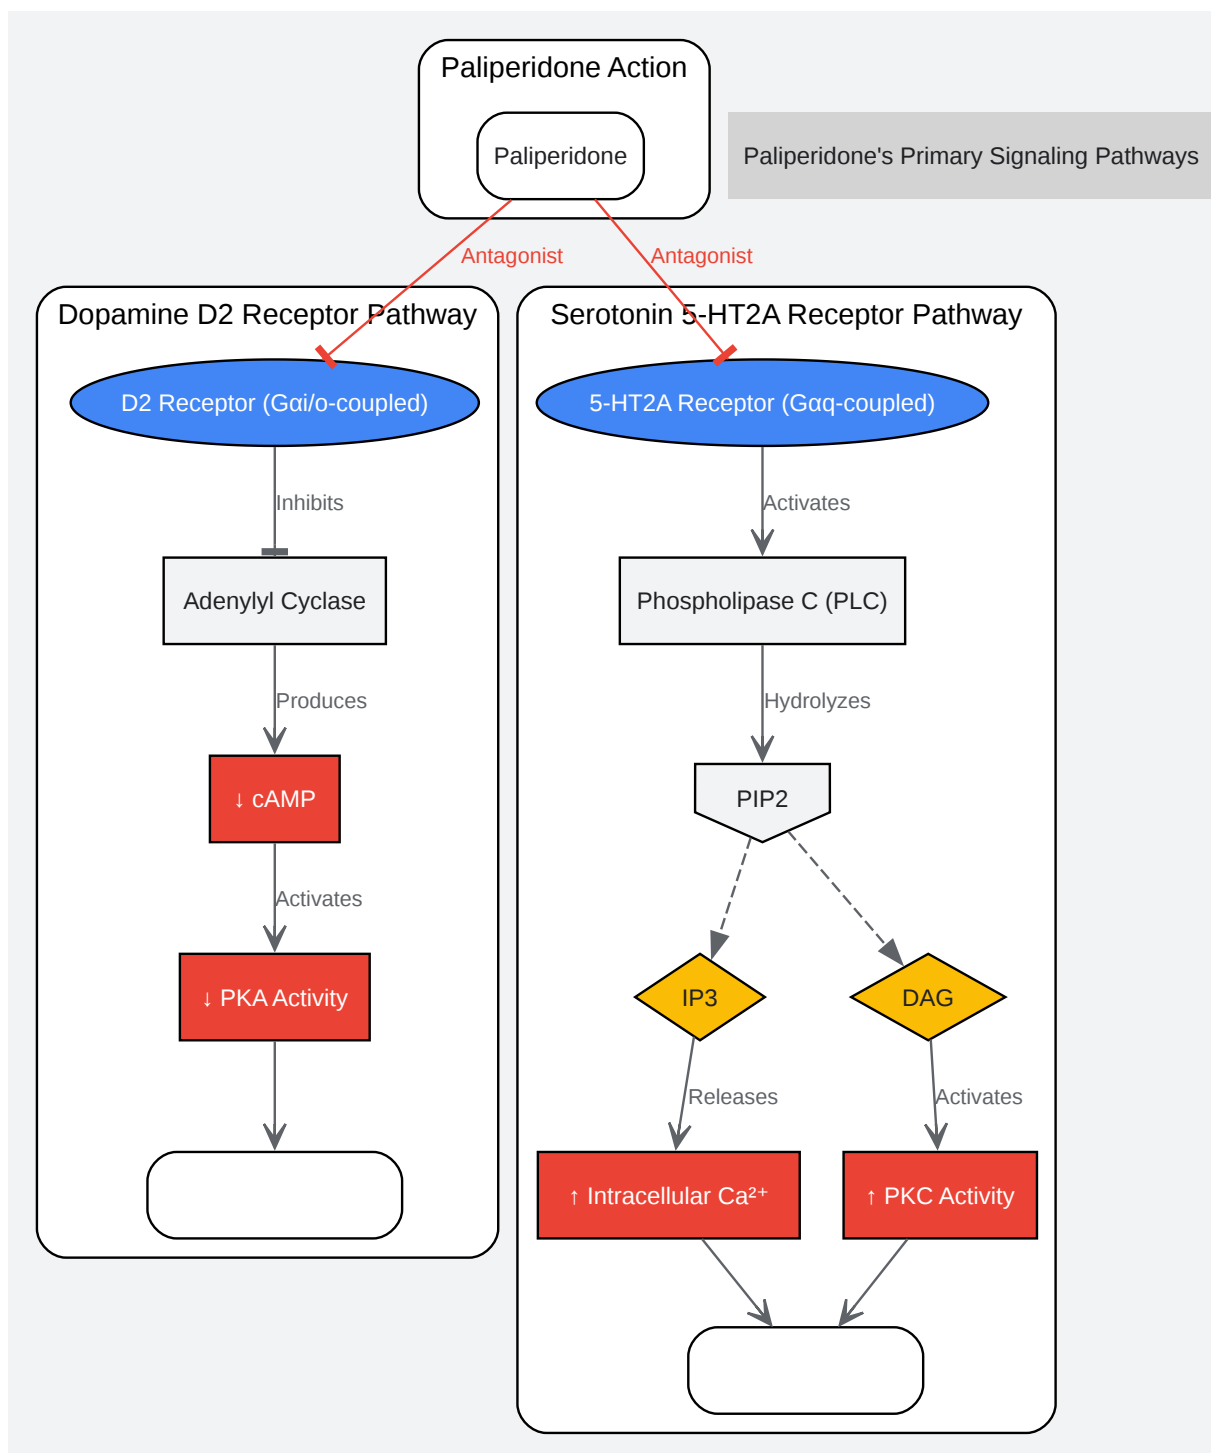 Paliperidone Action
Paliperidone
Paliperidone's Primary Signaling Pathways
Antagonist
Antagonist
Dopamine D2 Receptor Pathway
D2 Receptor (Gαi/o-coupled)
Inhibits
Adenylyl Cyclase
Produces
↓ cAMP
Activates
↓ PKA Activity
Serotonin 5-HT2A Receptor Pathway
5-HT2A Receptor (Gαq-coupled)
Activates
Phospholipase C (PLC)
Hydrolyzes
PIP2
IP3
DAG
Releases
Activates
↑ Intracellular Ca²⁺
↑ PKC Activity